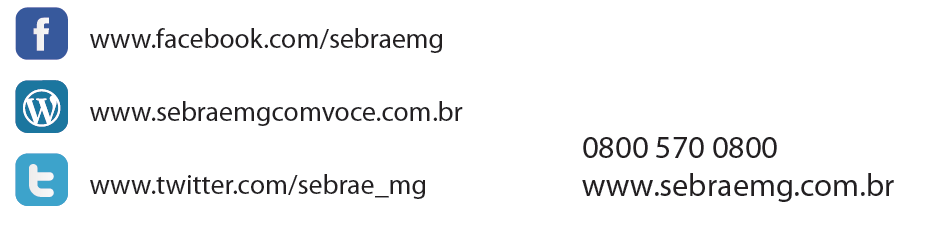 www.facebook.com/sebraemg
www.sebraemgcomvoce.com.br
www.twitter.com/sebrae_mg
0800 570 0800
www.sebraemg.com.br